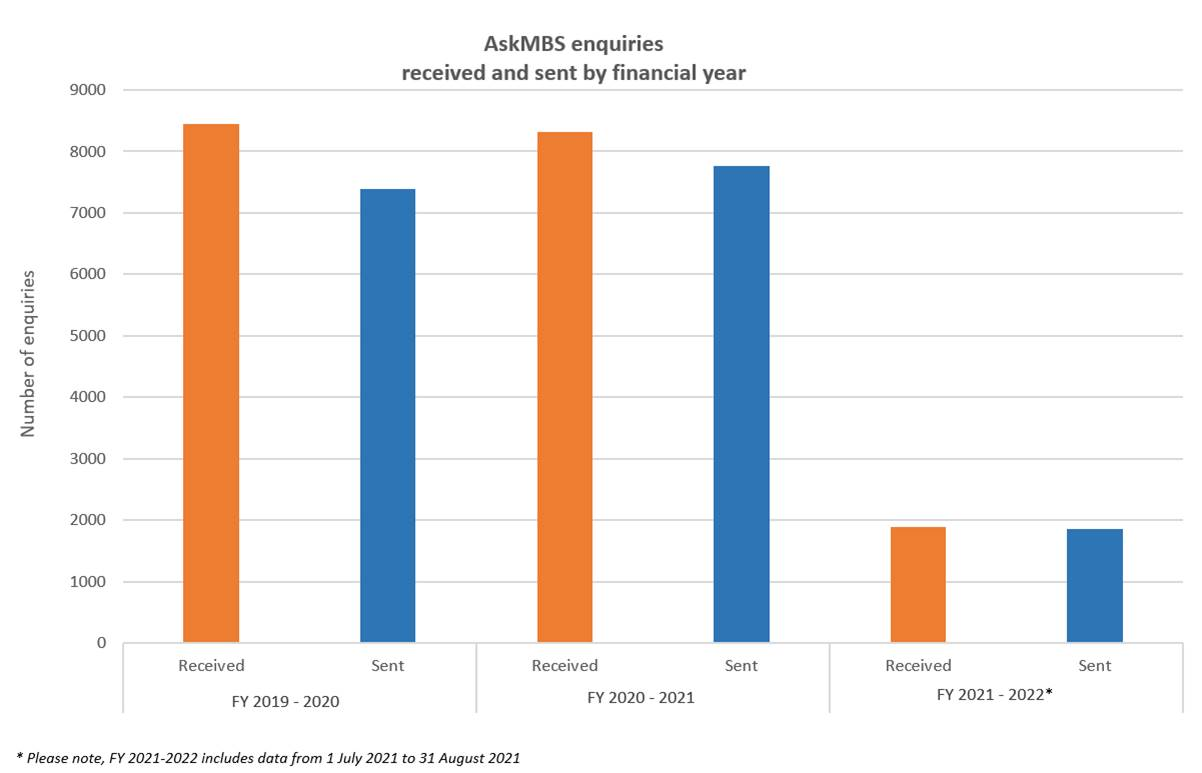 AskMBS enquiries
received and sent by financial year
Number of enquiries
9000
8000
7000
6000
5000
4000
3000
2000
1000
0
Received Sent Received Sent Received Sent
FY 2019 - 2020 FY 2020 - 2021 FY 2021 - 2022*
* Please note, FY 2021-2022 includes data from 1 July 2021 to 31 August 2021